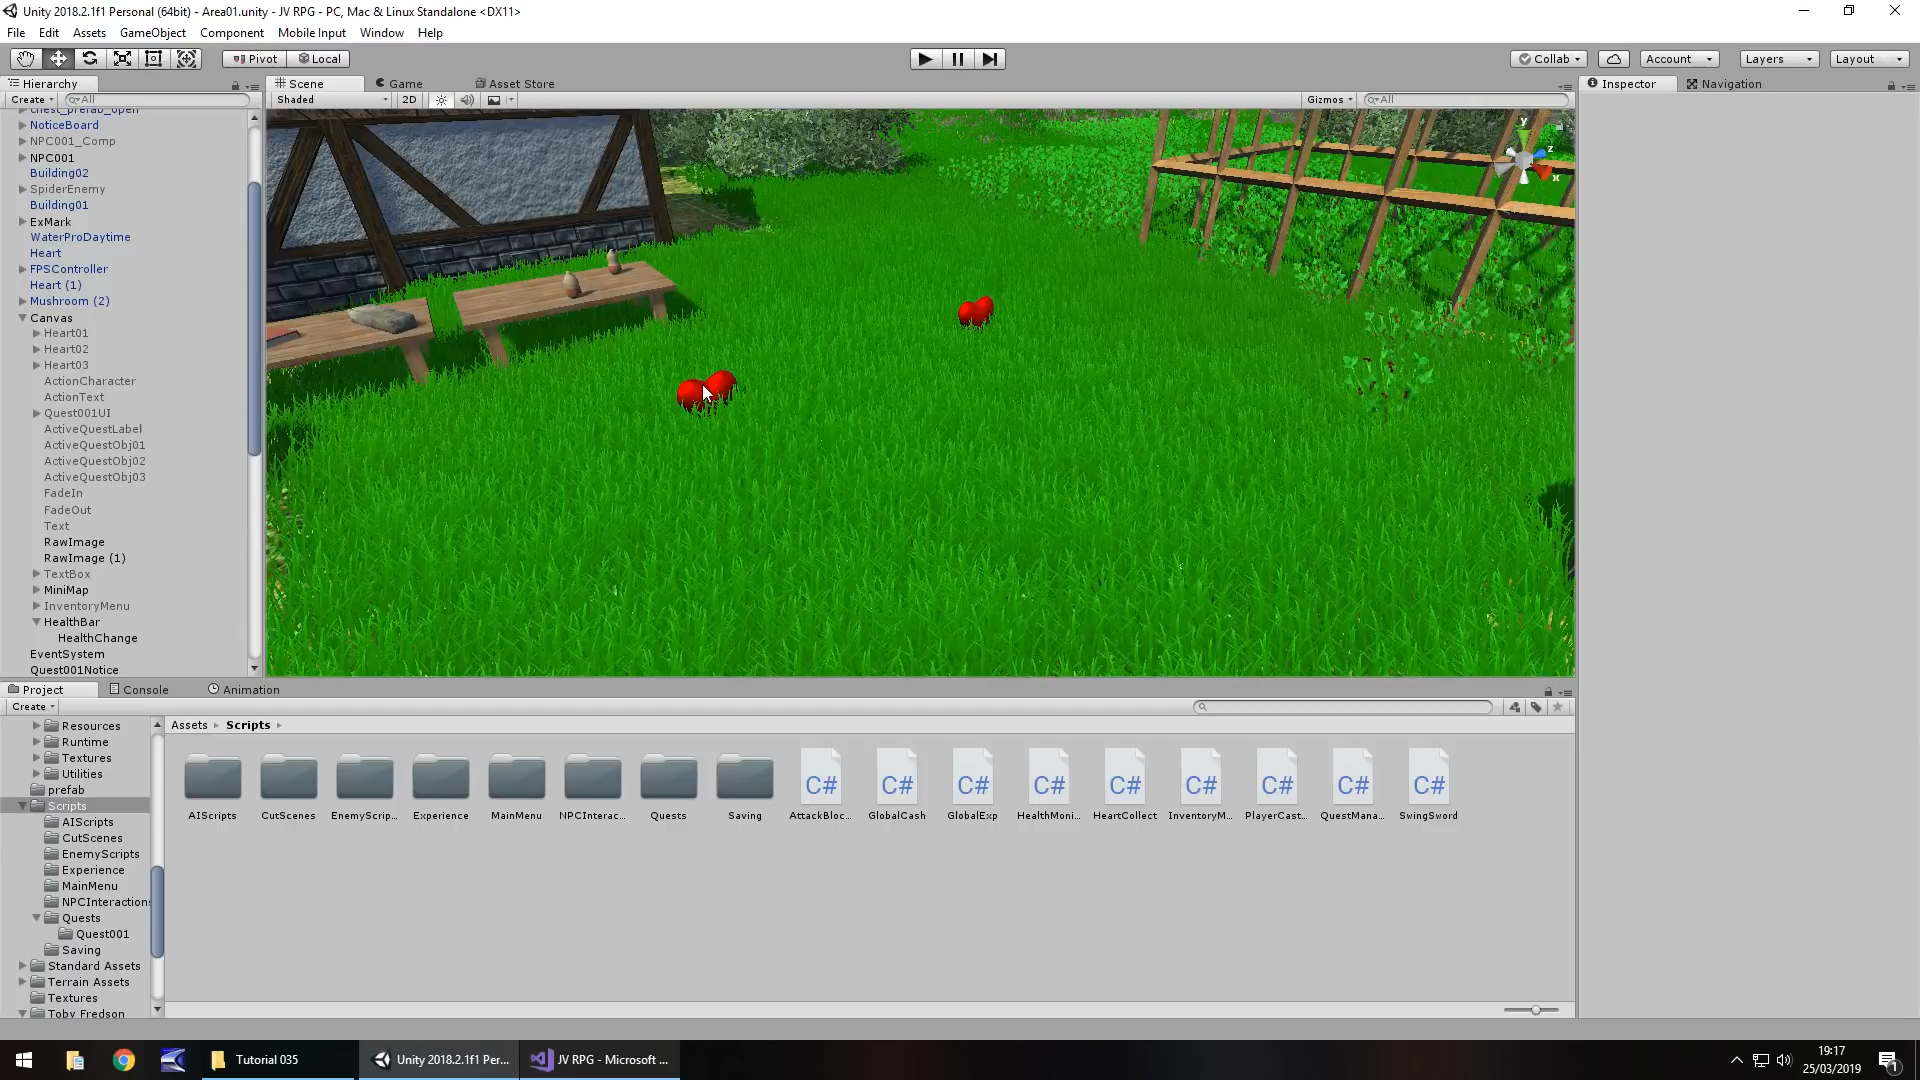 Unity 2018.2.1f1 Personal (64bit) - Area01.unity - JV RPG - PC, Mac & Linux Standalone <DX11>
File Edit Assets GameObject Component Mobile Input Window Help
Pivot Local Collab Account Layers Layout
Hierarchy
Create All
chest_prefab_open
NoticeBoard
NPC001_Comp
NPC001
Building02
SpiderEnemy
Building01
ExMark
WaterProDaytime
Heart
FPSController
Heart (1)
Mushroom (2)
Canvas
Heart01
Heart02
Heart03
ActionCharacter
ActionText
Quest001UI
ActiveQuestLabel
ActiveQuestObj01
ActiveQuestObj02
ActiveQuestObj03
FadeIn
FadeOut
Text
RawImage
RawImage (1)
TextBox
MiniMap
InventoryMenu
HealthBar
HealthChange
EventSystem
Quest001Notice
Scene Game Asset Store
Shaded 2D Gizmos All
y
z
x
Inspector Navigation
Project Console Animation
Create
Resources
Runtime
Textures
Utilities
prefab
Scripts
AIScripts
CutScenes
EnemyScripts
Experience
MainMenu
NPCInteractions
Quests
Quest001
Saving
Standard Assets
Terrain Assets
Textures
Toby Fredson
Assets Scripts
C# C# C# C# C# C# C# C# C#
AIScripts CutScenes EnemyScrip... Experience MainMenu NPCInterac... Quests Saving AttackBloc... GlobalCash GlobalExp HealthMoni... HeartCollect InventoryM... PlayerCast... QuestMana... SwingSword
Tutorial 035 Unity 2018.2.1f1 Per... JV RPG - Microsoft ...
19:17
25/03/2019
1